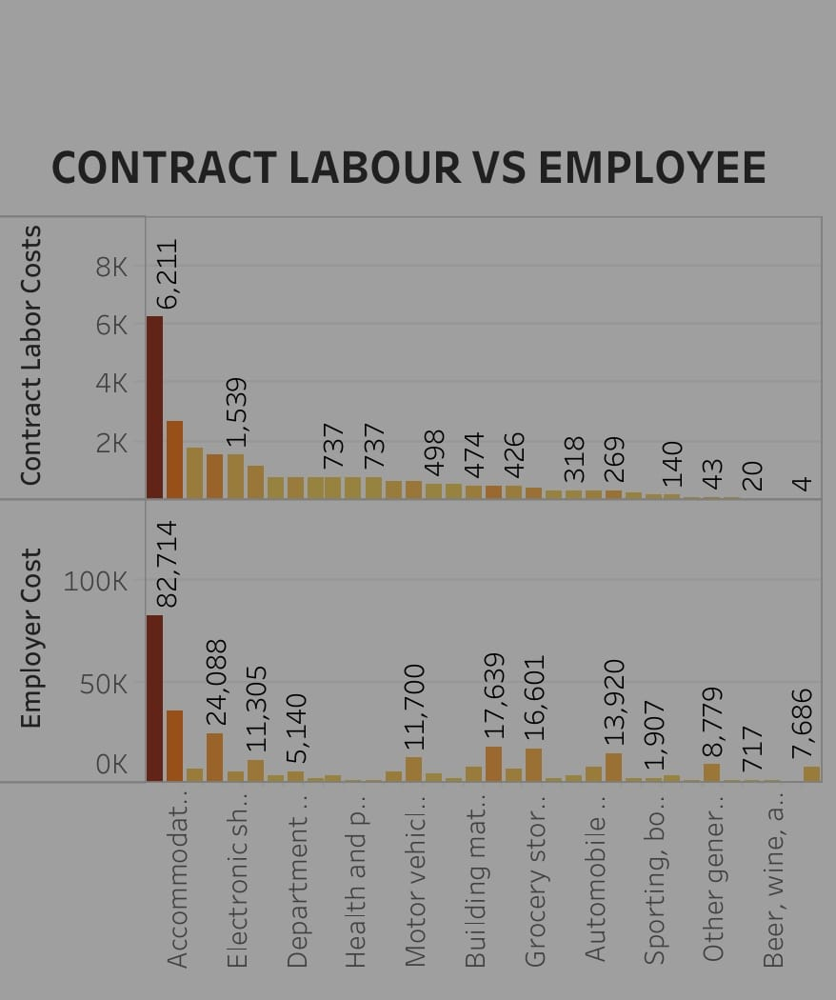 CONTRACT LABOUR VS EMPLOYEE
Contract Labor Costs
8K
6K
4K
2K
6,211
1,539
737
737
498
474
426
318
269
140
43
20
4
Employer Cost
100K
50K
0K
82,714
24,088
11,305
5,140
11,700
17,639
16,601
13,920
1,907
8,779
717
7,686
Accommodat..
Electronic sh..
Department ..
Health and p..
Motor vehicl..
Building mat..
Grocery stor..
Automobile ..
Sporting, bo..
Other gener..
Beer, wine, a..